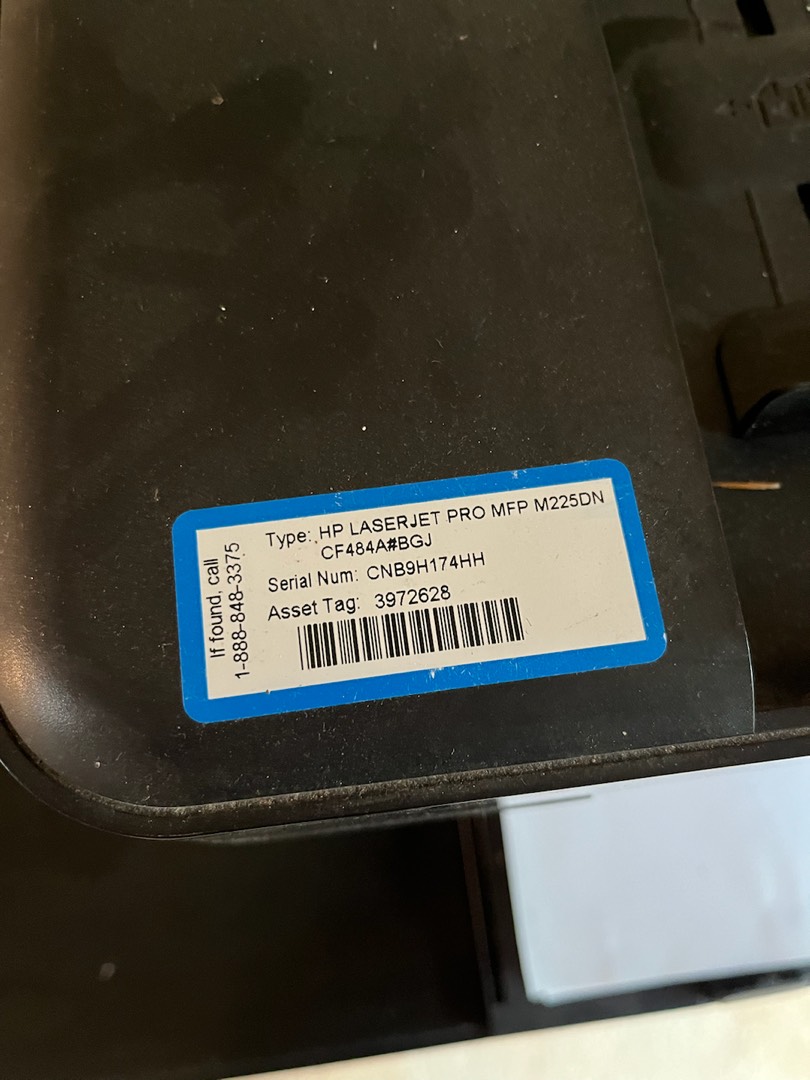 If found, call
1-888-848-3375
Type: HP LASERJET PRO MFP M225DN
CF484A#BGJ
Serial Num: CNB9H174HH
Asset Tag: 3972628